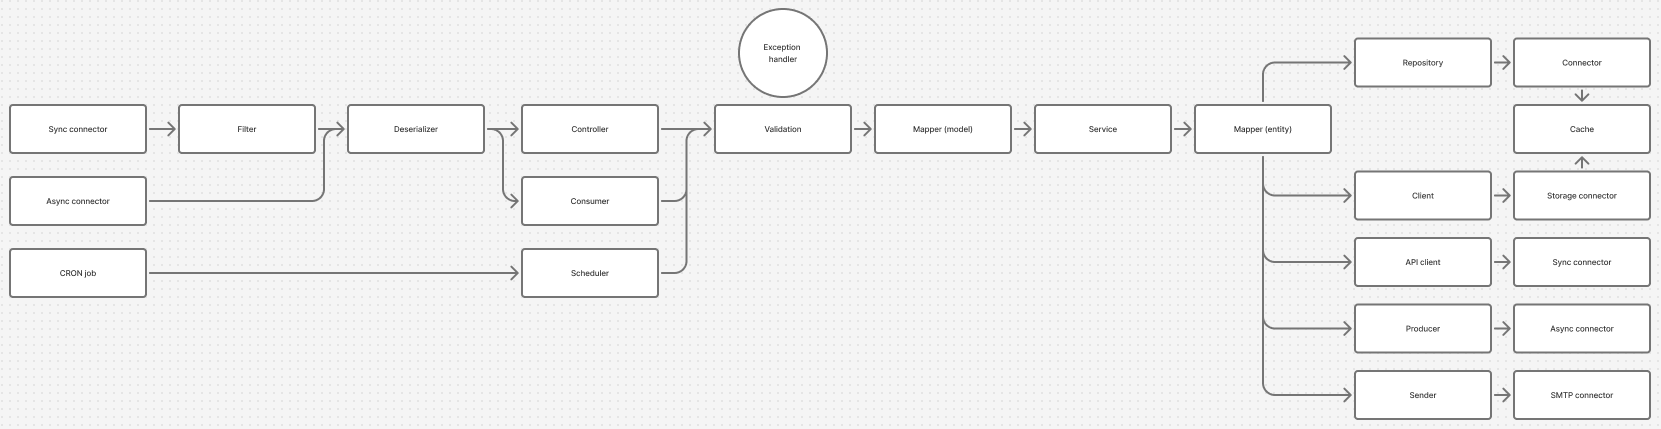 Exception
handler
Repository
Connector
Sync connector
Filter
Deserializer
Controller
Validation
Mapper (model)
Service
Mapper (entity)
Cache
Async connector
Consumer
Client
Storage connector
CRON job
Scheduler
API client
Sync connector
Producer
Async connector
Sender
SMTP connector